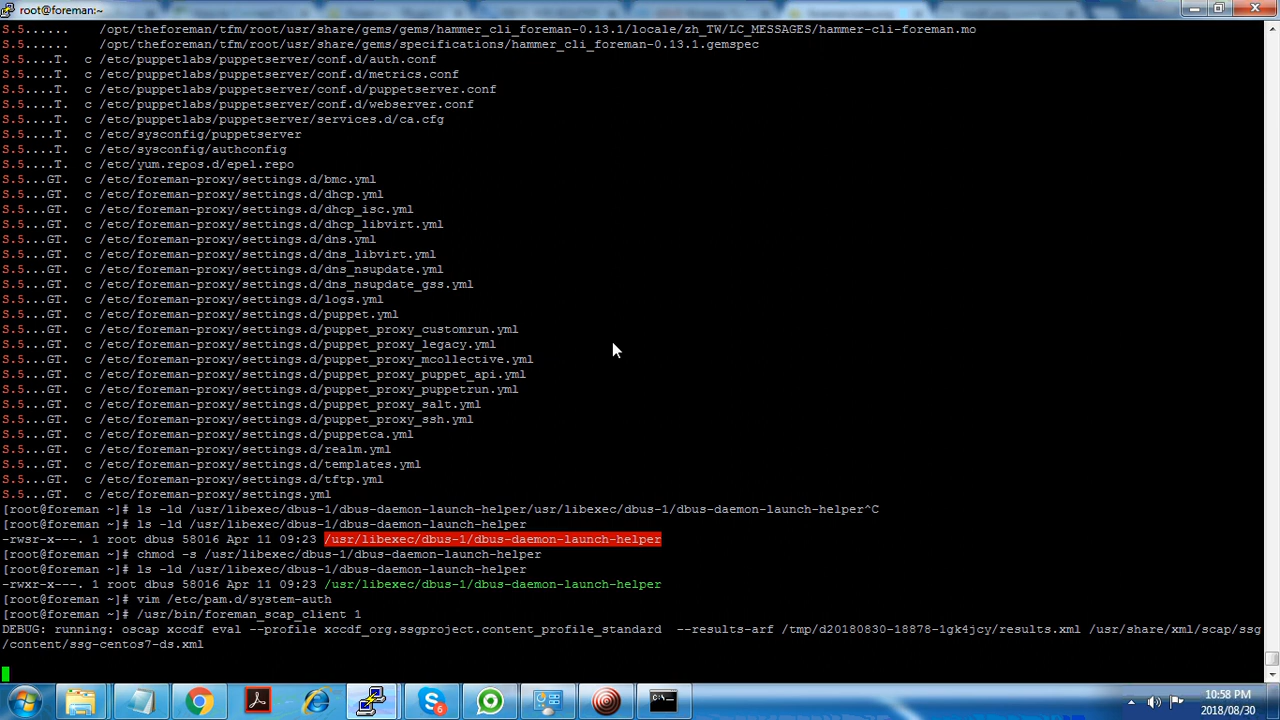 root@foreman:~
S.5......    /opt/theforeman/tfm/root/usr/share/gems/gems/hammer_cli_foreman-0.13.1/locale/zh_TW/LC_MESSAGES/hammer-cli-foreman.mo
S.5......    /opt/theforeman/tfm/root/usr/share/gems/specifications/hammer_cli_foreman-0.13.1.gemspec
S.5....T.  c /etc/puppetlabs/puppetserver/conf.d/auth.conf
S.5....T.  c /etc/puppetlabs/puppetserver/conf.d/metrics.conf
S.5....T.  c /etc/puppetlabs/puppetserver/conf.d/puppetserver.conf
S.5....T.  c /etc/puppetlabs/puppetserver/conf.d/webserver.conf
S.5....T.  c /etc/puppetlabs/puppetserver/services.d/ca.cfg
S.5....T.  c /etc/sysconfig/puppetserver
S.5....T.  c /etc/sysconfig/authconfig
S.5....T.  c /etc/yum.repos.d/epel.repo
S.5...GT.  c /etc/foreman-proxy/settings.d/bmc.yml
S.5...GT.  c /etc/foreman-proxy/settings.d/dhcp.yml
S.5...GT.  c /etc/foreman-proxy/settings.d/dhcp_isc.yml
S.5...GT.  c /etc/foreman-proxy/settings.d/dhcp_libvirt.yml
S.5...GT.  c /etc/foreman-proxy/settings.d/dns.yml
S.5...GT.  c /etc/foreman-proxy/settings.d/dns_libvirt.yml
S.5...GT.  c /etc/foreman-proxy/settings.d/dns_nsupdate.yml
S.5...GT.  c /etc/foreman-proxy/settings.d/dns_nsupdate_gss.yml
S.5...GT.  c /etc/foreman-proxy/settings.d/logs.yml
S.5...GT.  c /etc/foreman-proxy/settings.d/puppet.yml
S.5...GT.  c /etc/foreman-proxy/settings.d/puppet_proxy_customrun.yml
S.5...GT.  c /etc/foreman-proxy/settings.d/puppet_proxy_legacy.yml
S.5...GT.  c /etc/foreman-proxy/settings.d/puppet_proxy_mcollective.yml
S.5...GT.  c /etc/foreman-proxy/settings.d/puppet_proxy_puppet_api.yml
S.5...GT.  c /etc/foreman-proxy/settings.d/puppet_proxy_puppetrun.yml
S.5...GT.  c /etc/foreman-proxy/settings.d/puppet_proxy_salt.yml
S.5...GT.  c /etc/foreman-proxy/settings.d/puppet_proxy_ssh.yml
S.5...GT.  c /etc/foreman-proxy/settings.d/puppetca.yml
S.5...GT.  c /etc/foreman-proxy/settings.d/realm.yml
S.5...GT.  c /etc/foreman-proxy/settings.d/templates.yml
S.5...GT.  c /etc/foreman-proxy/settings.d/tftp.yml
S.5...GT.  c /etc/foreman-proxy/settings.yml
[root@foreman ~]# ls -ld /usr/libexec/dbus-1/dbus-daemon-launch-helper/usr/libexec/dbus-1/dbus-daemon-launch-helper^C
[root@foreman ~]# ls -ld /usr/libexec/dbus-1/dbus-daemon-launch-helper
-rwsr-x---. 1 root dbus 58016 Apr 11 09:23 /usr/libexec/dbus-1/dbus-daemon-launch-helper
[root@foreman ~]# chmod -s /usr/libexec/dbus-1/dbus-daemon-launch-helper
[root@foreman ~]# ls -ld /usr/libexec/dbus-1/dbus-daemon-launch-helper
-rwxr-x---. 1 root dbus 58016 Apr 11 09:23 /usr/libexec/dbus-1/dbus-daemon-launch-helper
[root@foreman ~]# vim /etc/pam.d/system-auth
[root@foreman ~]# /usr/bin/foreman_scap_client 1
DEBUG: running: oscap xccdf eval --profile xccdf_org.ssgproject.content_profile_standard  --results-arf /tmp/d20180830-18878-1gk4jcy/results.xml /usr/share/xml/scap/ssg
/content/ssg-centos7-ds.xml
6
10:58 PM
2018/08/30